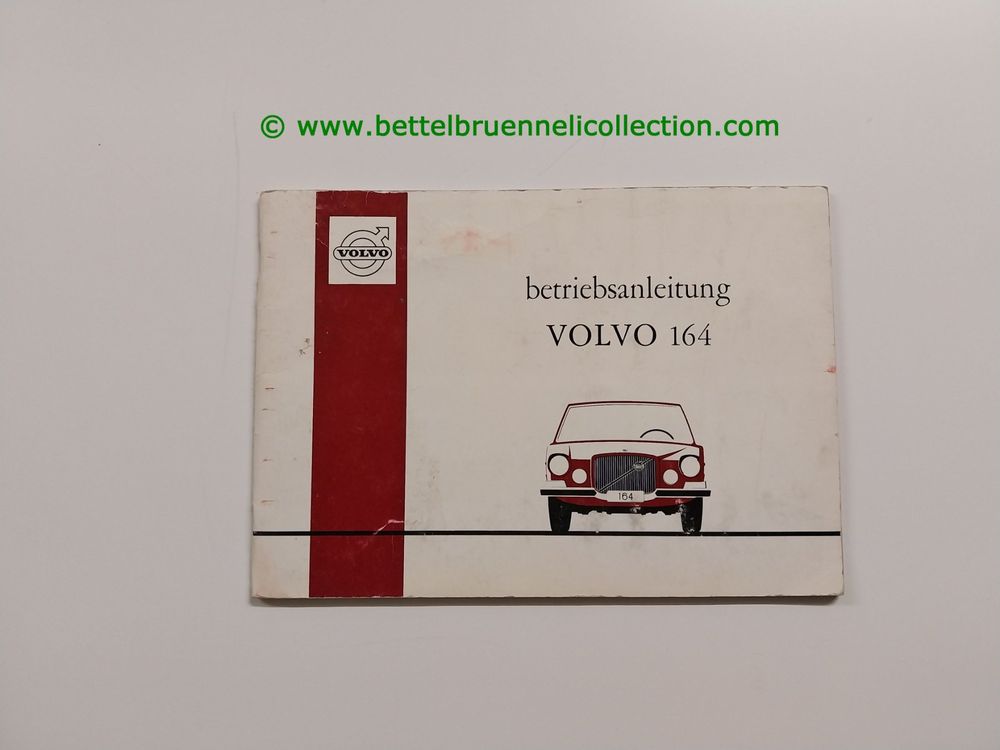 © www.bettelbruennelicollection.com
VOLVO
betriebsanleitung
VOLVO 164
164